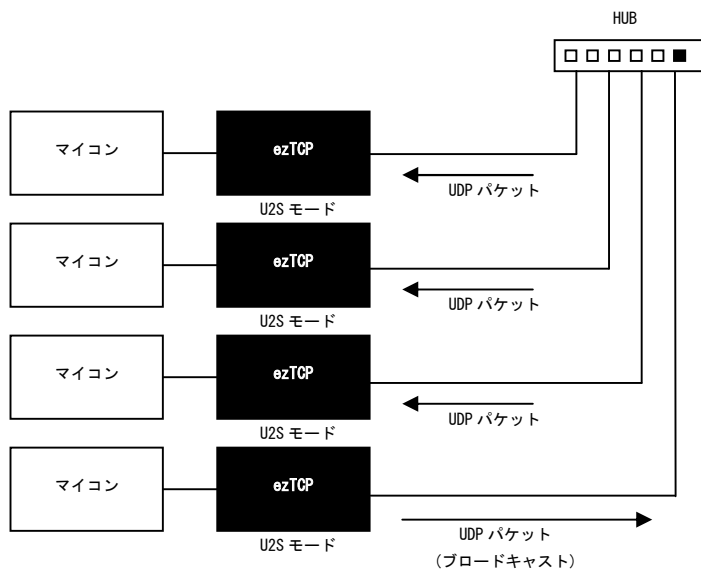 HUB
マイコン
ezTCP
UDP パケット
U2S モード
マイコン
ezTCP
UDP パケット
U2S モード
マイコン
ezTCP
UDP パケット
U2S モード
マイコン
ezTCP
UDP パケット
U2S モード
(ブロードキャスト)